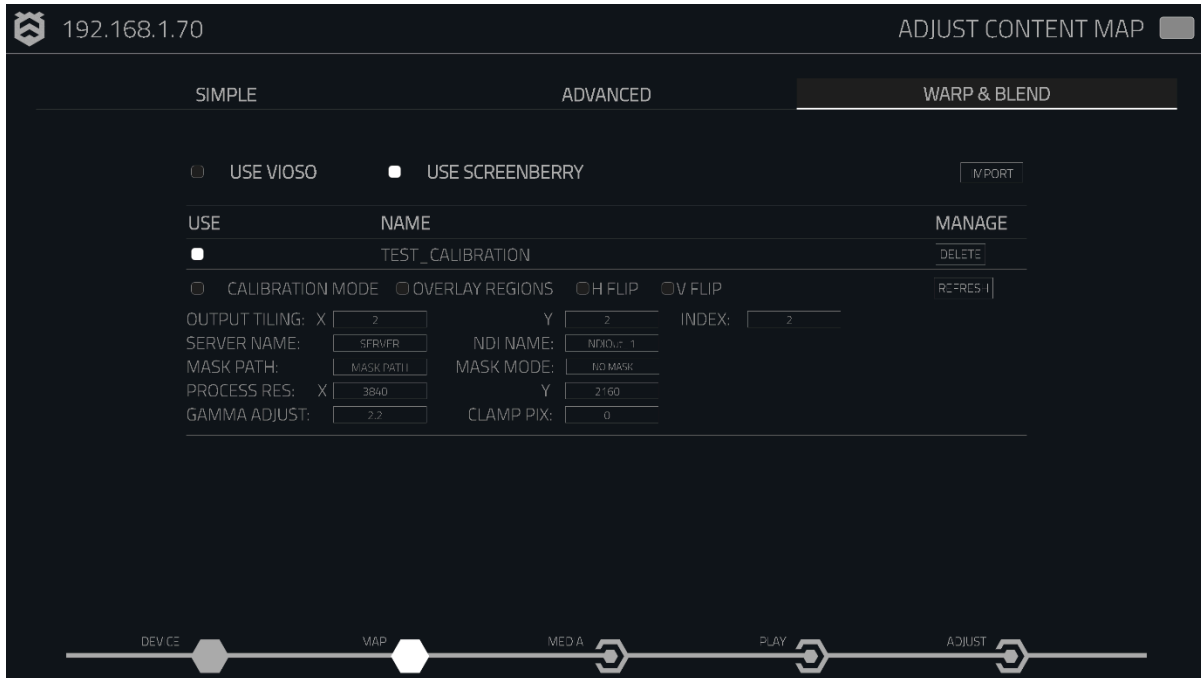 192.168.1.70 ADJUST CONTENT MAP
SIMPLE ADVANCED WARP & BLEND
USE VIOSO USE SCREENBERRY IMPORT
USE NAME MANAGE
TEST_CALIBRATION DELETE
CALIBRATION MODE OVERLAY REGIONS H FLIP V FLIP REFRESH
OUTPUT TILING: X 2 Y 2 INDEX: 2
SERVER NAME: SERVER NDI NAME: NDIOut_1
MASK PATH: MASK PATH MASK MODE: NO MASK
PROCESS RES: X 3840 Y 2160
GAMMA ADJUST: 2.2 CLAMP PIX: 0
DEVICE MAP MEDIA PLAY ADJUST